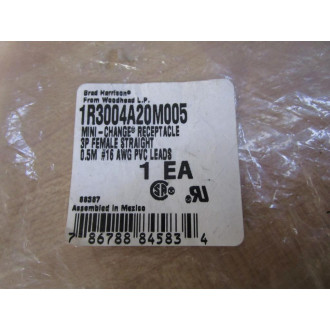 Brad Harrison®
From Woodhead L.P.
1R3004A20M005
MINI-CHANGE® RECEPTACLE
3P FEMALE STRAIGHT
0.5M #16 AWG PVC LEADS
1 EA
88387
Assembled in Mexico
7 86788 84583 4